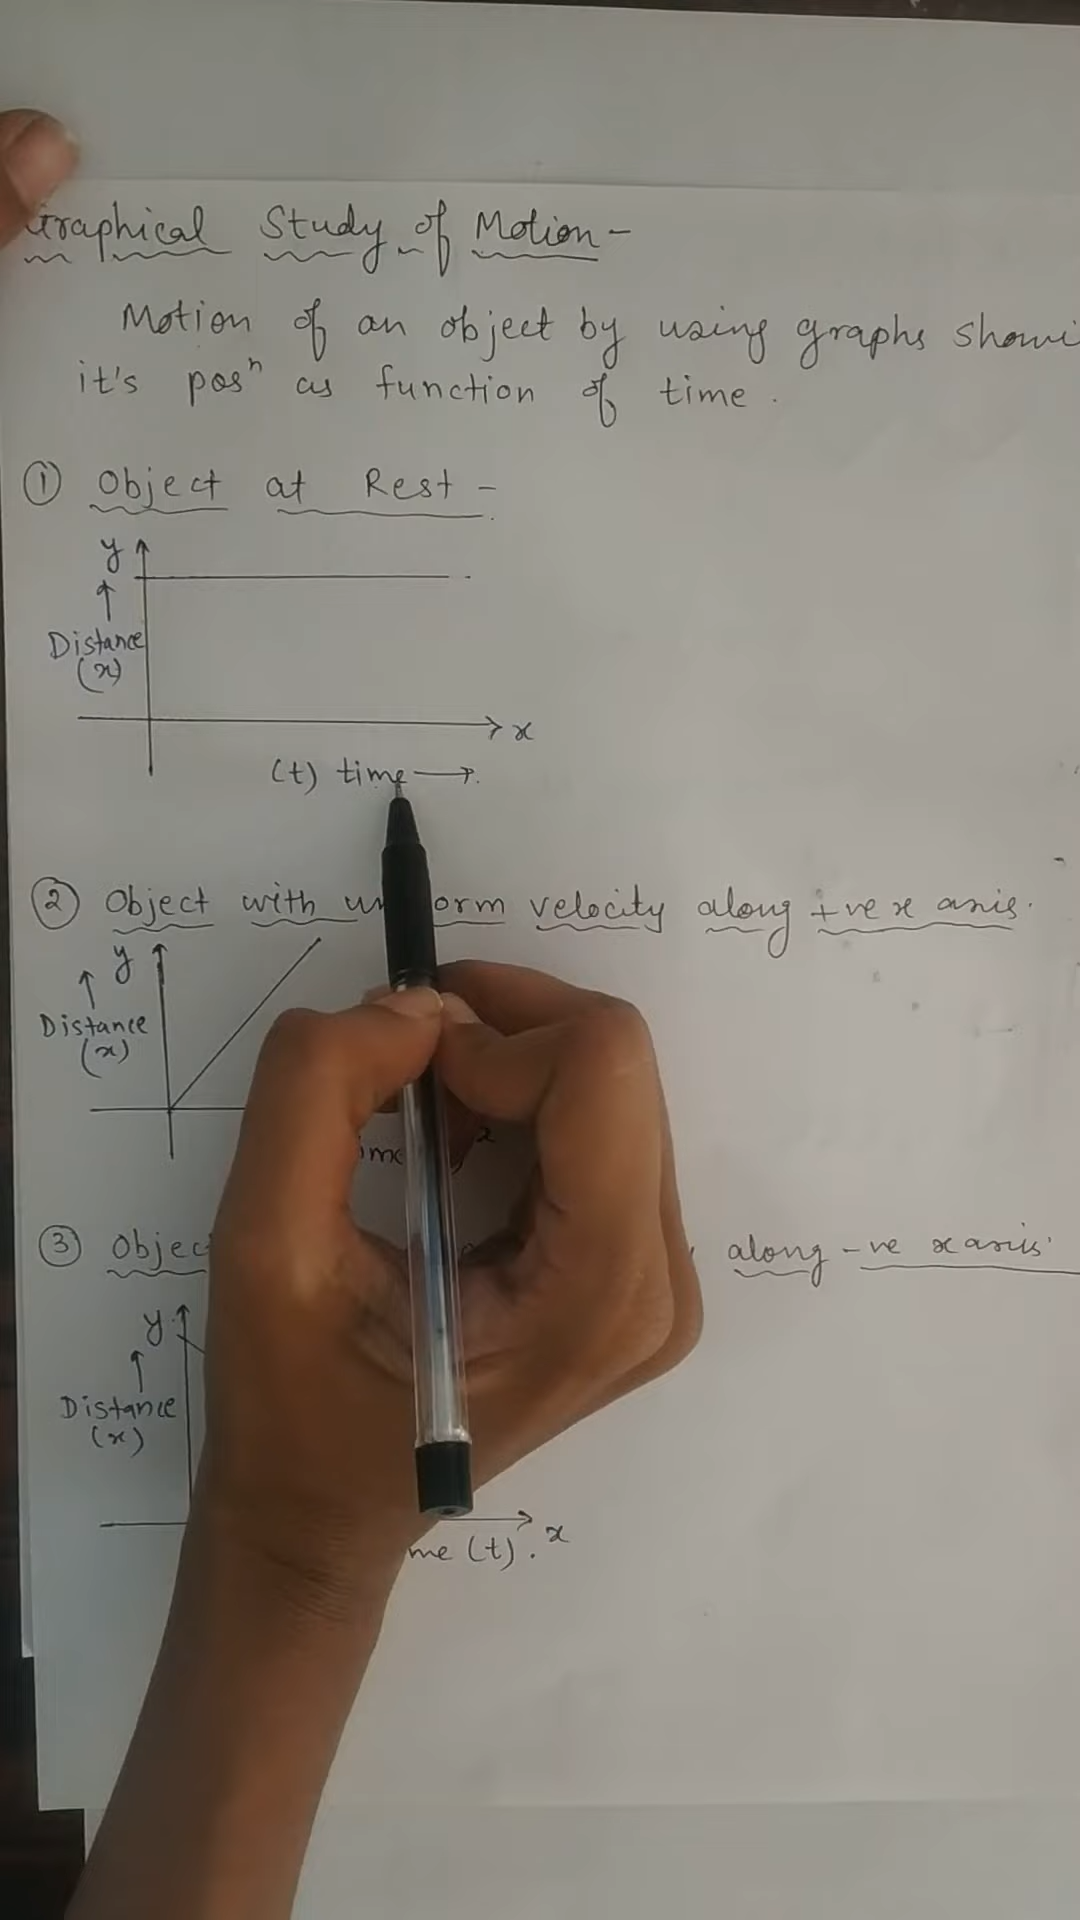 Graphical Study of Motion-
Motion of an object by using graphs showi
it's posⁿ as function of time.
① Object at Rest -
y
Distance
(x)
x
(t) time
② Object with orm velocity along +ve x axis.
y
Distance
(x)
x
③ Objec along -ve x axis
y
Distance
(x)
me (t). x